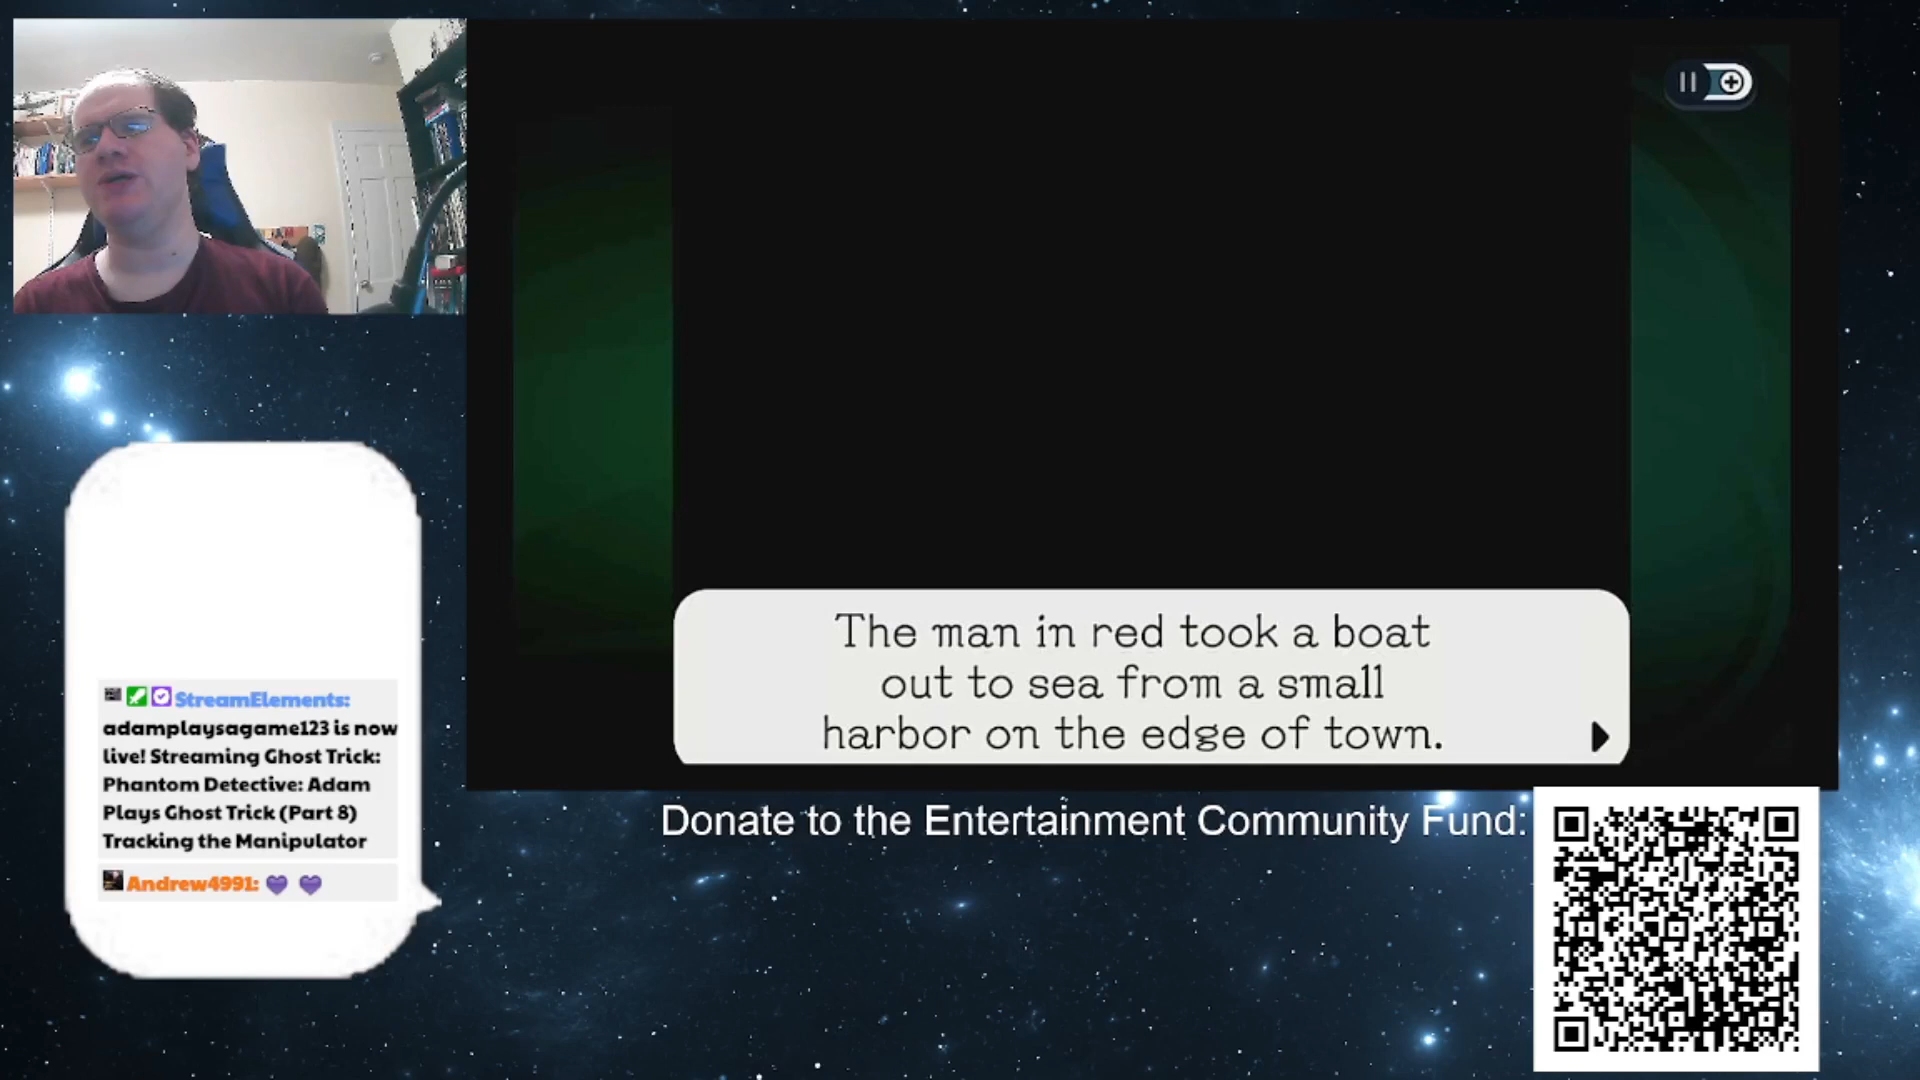 The man in red took a boat
out to sea from a small
harbor on the edge of town.
StreamElements:
adamplaysagame123 is now
live! Streaming Ghost Trick:
Phantom Detective: Adam
Plays Ghost Trick (Part 8)
Tracking the Manipulator
Andrew4991:
Donate to the Entertainment Community Fund: